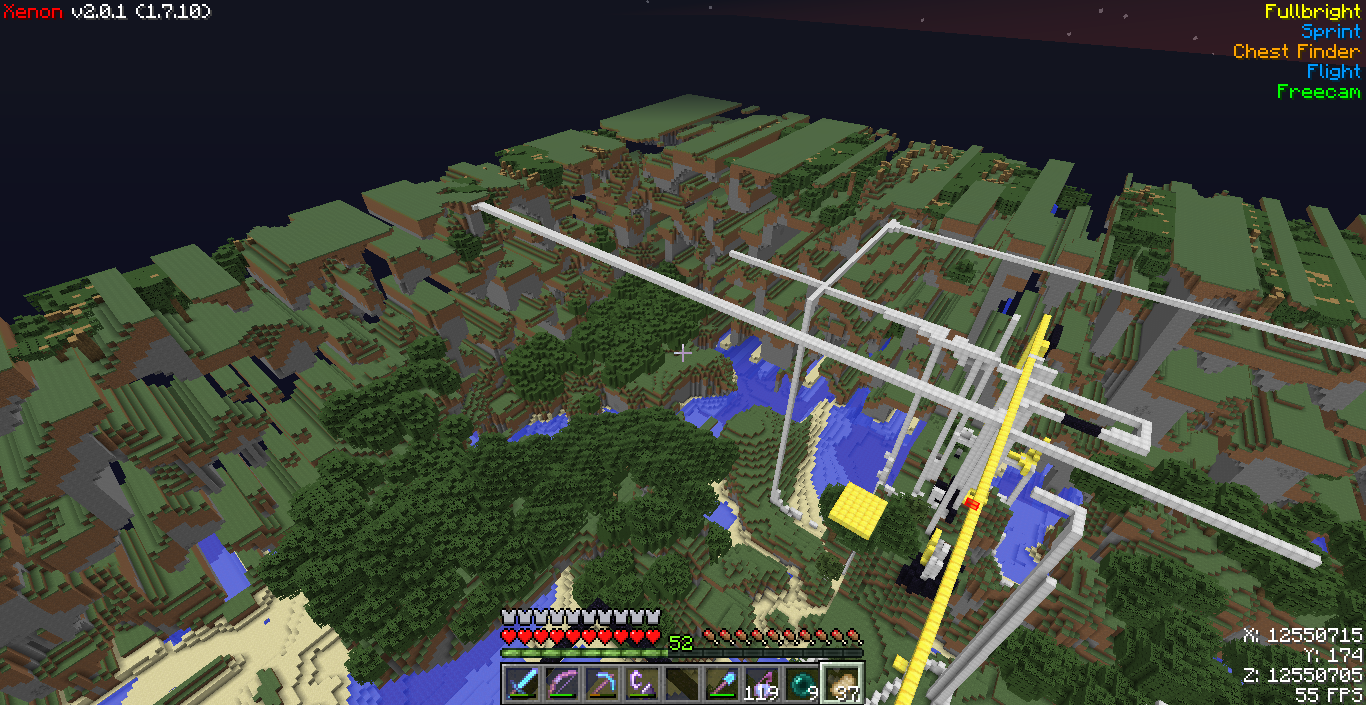 Xenon v2.0.1 (1.7.10)
Fullbright
Sprint
Chest Finder
Flight
Freecam
52
119
9
37
X: 12550715
Y: 174
Z: 12550705
55 FPS